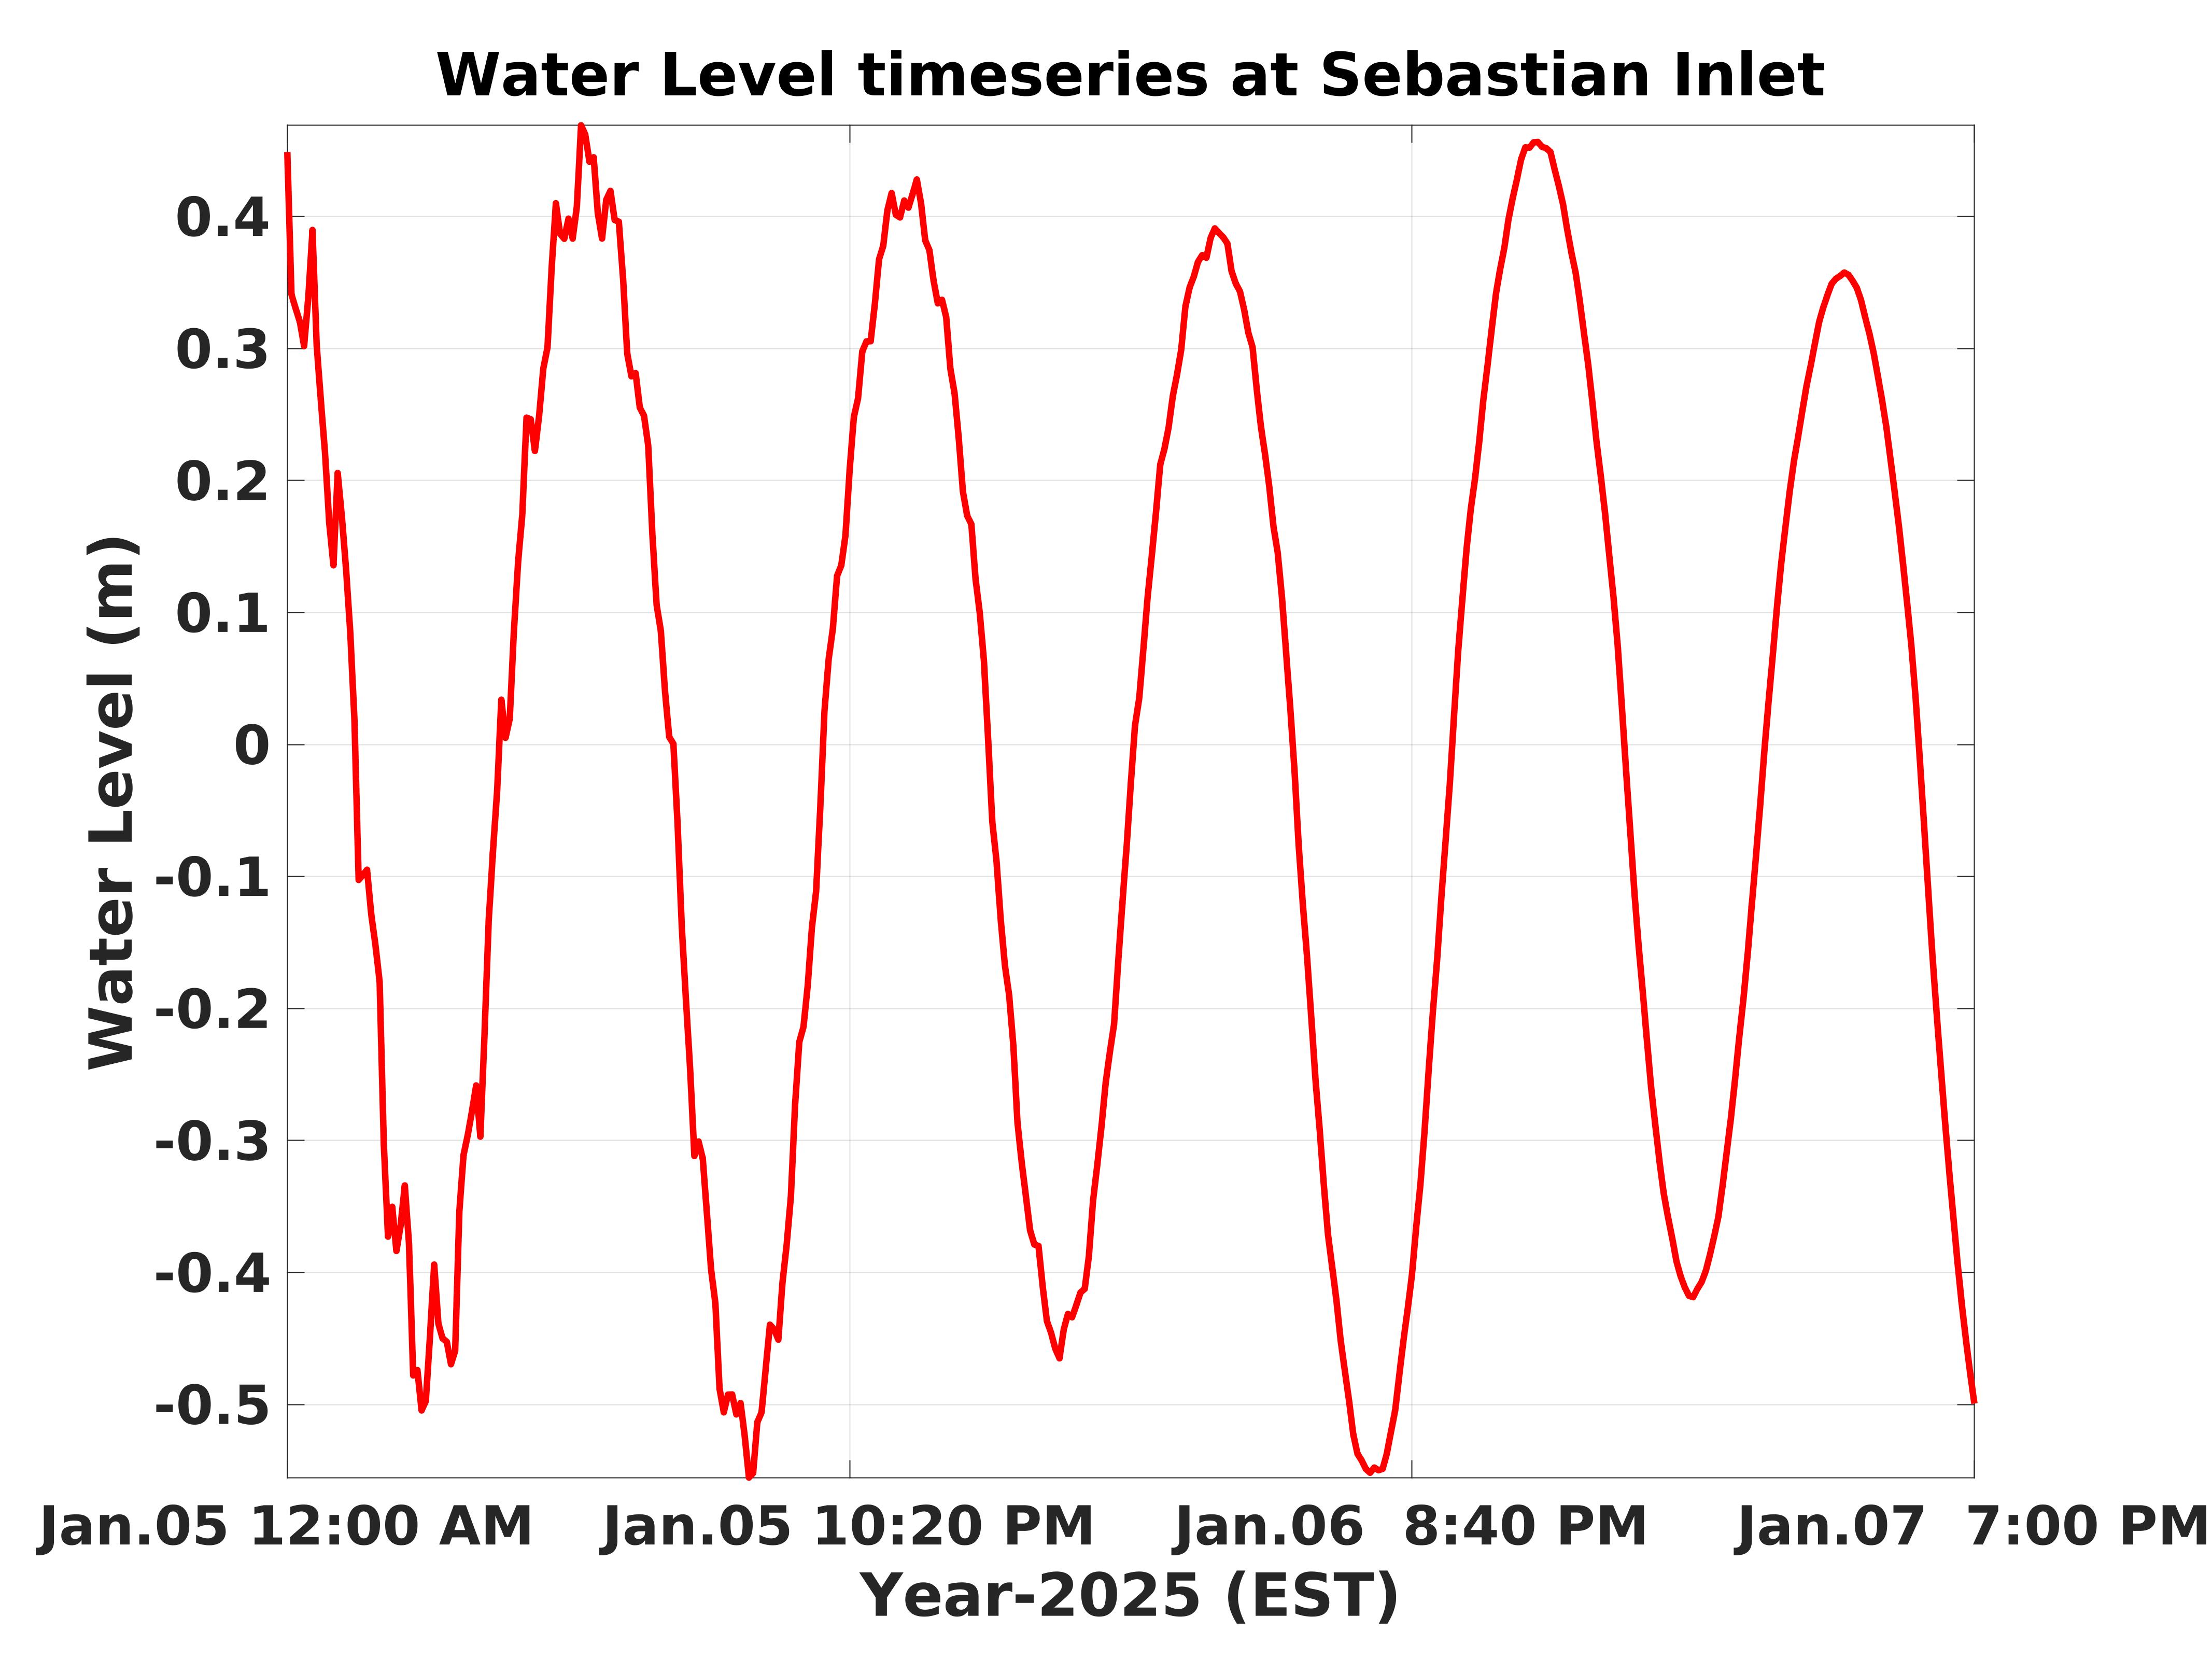 Water Level timeseries at Sebastian Inlet
Water Level (m)
0.4
0.3
0.2
0.1
0
-0.1
-0.2
-0.3
-0.4
-0.5
Jan.05 12:00 AM
Jan.05 10:20 PM
Jan.06 8:40 PM
Jan.07 7:00 PM
Year-2025 (EST)